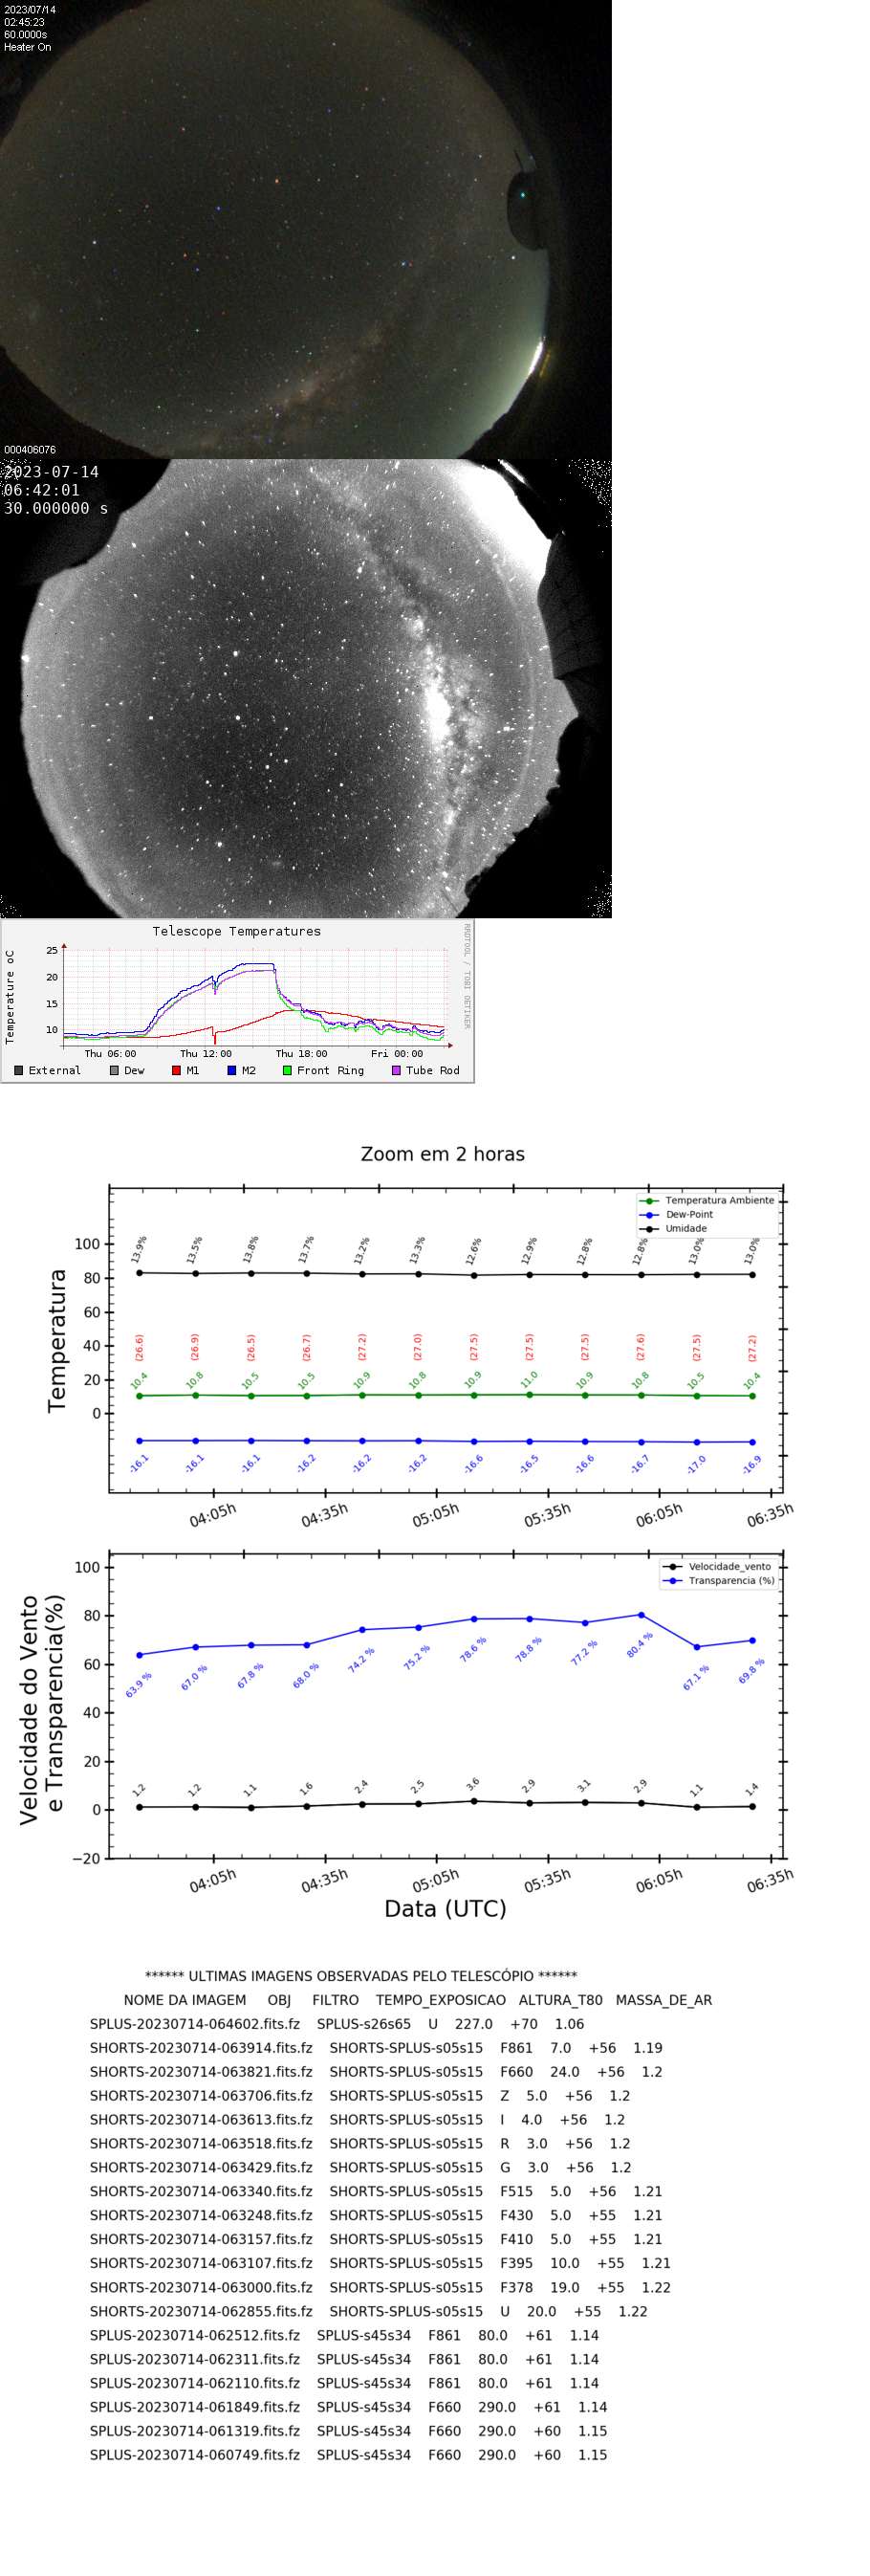 2023/07/14
02:45:23
60.0000s
Heater On
000406076
2023-07-14
06:42:01
30.000000 s
Telescope Temperatures
RRDTOOL / TOBI OETIKER
Temperature oC
25
20
15
10
Thu 06:00 Thu 12:00 Thu 18:00 Fri 00:00
External Dew M1 M2 Front Ring Tube Rod
Zoom em 2 horas
Temperatura Ambiente
Dew-Point
Umidade
Temperatura
100
80
60
40
20
0
13.9% 13.5% 13.8% 13.7% 13.2% 13.3% 12.6% 12.9% 12.8% 12.8% 13.0% 13.0%
(26.6) (26.9) (26.5) (26.7) (27.2) (27.0) (27.5) (27.5) (27.5) (27.6) (27.5) (27.2)
10.4 10.8 10.5 10.5 10.9 10.8 10.9 11.0 10.9 10.8 10.5 10.4
-16.1 -16.1 -16.1 -16.2 -16.2 -16.2 -16.6 -16.5 -16.6 -16.7 -17.0 -16.9
04:05h 04:35h 05:05h 05:35h 06:05h 06:35h
Velocidade_vento
Transparencia (%)
Velocidade do Vento
e Transparencia(%)
100
80
60
40
20
0
−20
63.9 % 67.0 % 67.8 % 68.0 % 74.2 % 75.2 % 78.6 % 78.8 % 77.2 % 80.4 % 67.1 % 69.8 %
1.2 1.2 1.1 1.6 2.4 2.5 3.6 2.9 3.1 2.9 1.1 1.4
04:05h 04:35h 05:05h 05:35h 06:05h 06:35h
Data (UTC)
****** ULTIMAS IMAGENS OBSERVADAS PELO TELESCÓPIO ******
NOME DA IMAGEM OBJ FILTRO TEMPO_EXPOSICAO ALTURA_T80 MASSA_DE_AR
SPLUS-20230714-064602.fits.fz SPLUS-s26s65 U 227.0 +70 1.06
SHORTS-20230714-063914.fits.fz SHORTS-SPLUS-s05s15 F861 7.0 +56 1.19
SHORTS-20230714-063821.fits.fz SHORTS-SPLUS-s05s15 F660 24.0 +56 1.2
SHORTS-20230714-063706.fits.fz SHORTS-SPLUS-s05s15 Z 5.0 +56 1.2
SHORTS-20230714-063613.fits.fz SHORTS-SPLUS-s05s15 I 4.0 +56 1.2
SHORTS-20230714-063518.fits.fz SHORTS-SPLUS-s05s15 R 3.0 +56 1.2
SHORTS-20230714-063429.fits.fz SHORTS-SPLUS-s05s15 G 3.0 +56 1.2
SHORTS-20230714-063340.fits.fz SHORTS-SPLUS-s05s15 F515 5.0 +56 1.21
SHORTS-20230714-063248.fits.fz SHORTS-SPLUS-s05s15 F430 5.0 +55 1.21
SHORTS-20230714-063157.fits.fz SHORTS-SPLUS-s05s15 F410 5.0 +55 1.21
SHORTS-20230714-063107.fits.fz SHORTS-SPLUS-s05s15 F395 10.0 +55 1.21
SHORTS-20230714-063000.fits.fz SHORTS-SPLUS-s05s15 F378 19.0 +55 1.22
SHORTS-20230714-062855.fits.fz SHORTS-SPLUS-s05s15 U 20.0 +55 1.22
SPLUS-20230714-062512.fits.fz SPLUS-s45s34 F861 80.0 +61 1.14
SPLUS-20230714-062311.fits.fz SPLUS-s45s34 F861 80.0 +61 1.14
SPLUS-20230714-062110.fits.fz SPLUS-s45s34 F861 80.0 +61 1.14
SPLUS-20230714-061849.fits.fz SPLUS-s45s34 F660 290.0 +61 1.14
SPLUS-20230714-061319.fits.fz SPLUS-s45s34 F660 290.0 +60 1.15
SPLUS-20230714-060749.fits.fz SPLUS-s45s34 F660 290.0 +60 1.15